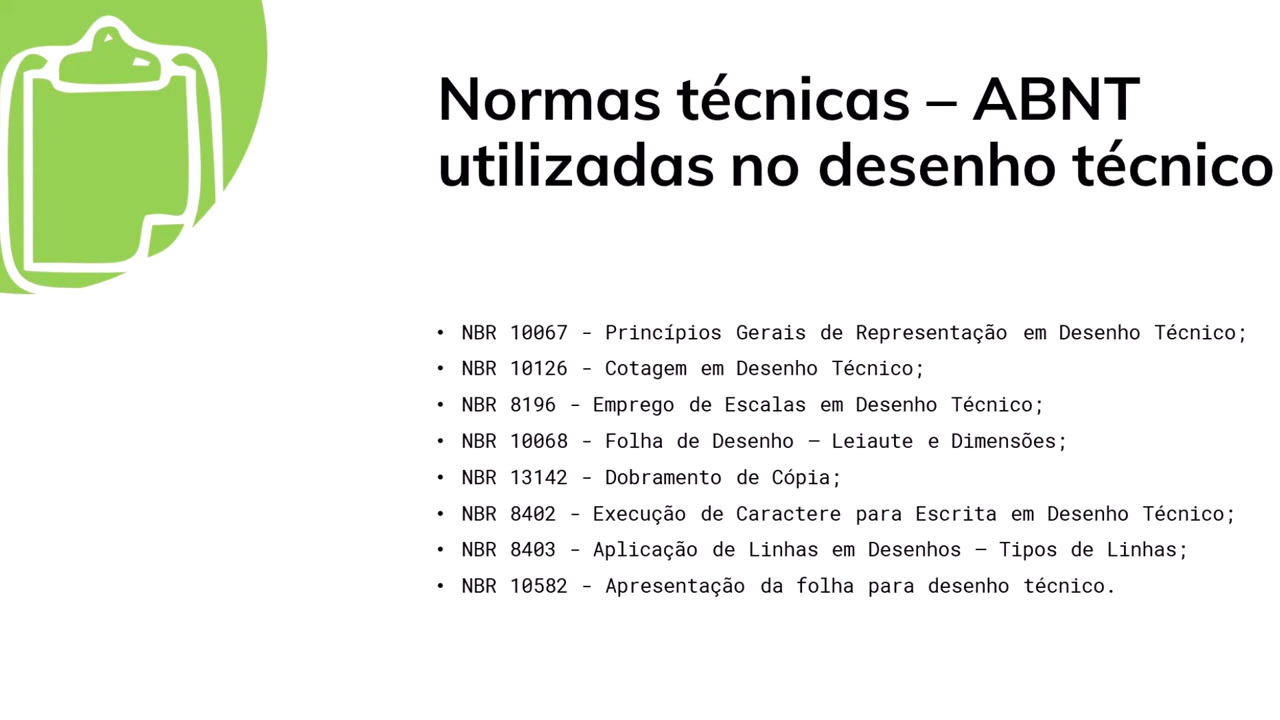 Normas técnicas – ABNT
utilizadas no desenho técnico
• NBR 10067 - Princípios Gerais de Representação em Desenho Técnico;
• NBR 10126 - Cotagem em Desenho Técnico;
• NBR 8196 - Emprego de Escalas em Desenho Técnico;
• NBR 10068 - Folha de Desenho – Leiaute e Dimensões;
• NBR 13142 - Dobramento de Cópia;
• NBR 8402 - Execução de Caractere para Escrita em Desenho Técnico;
• NBR 8403 - Aplicação de Linhas em Desenhos – Tipos de Linhas;
• NBR 10582 - Apresentação da folha para desenho técnico.